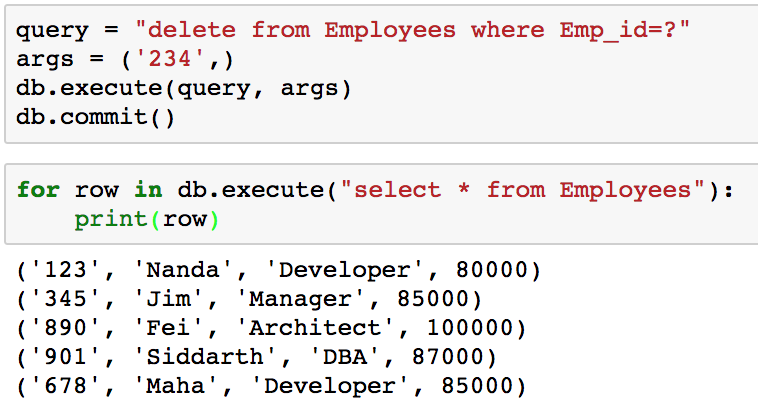 query = "delete from Employees where Emp_id=?"
args = ('234',)
db.execute(query, args)
db.commit()
for row in db.execute("select * from Employees"):
    print(row)
('123', 'Nanda', 'Developer', 80000)
('345', 'Jim', 'Manager', 85000)
('890', 'Fei', 'Architect', 100000)
('901', 'Siddarth', 'DBA', 87000)
('678', 'Maha', 'Developer', 85000)